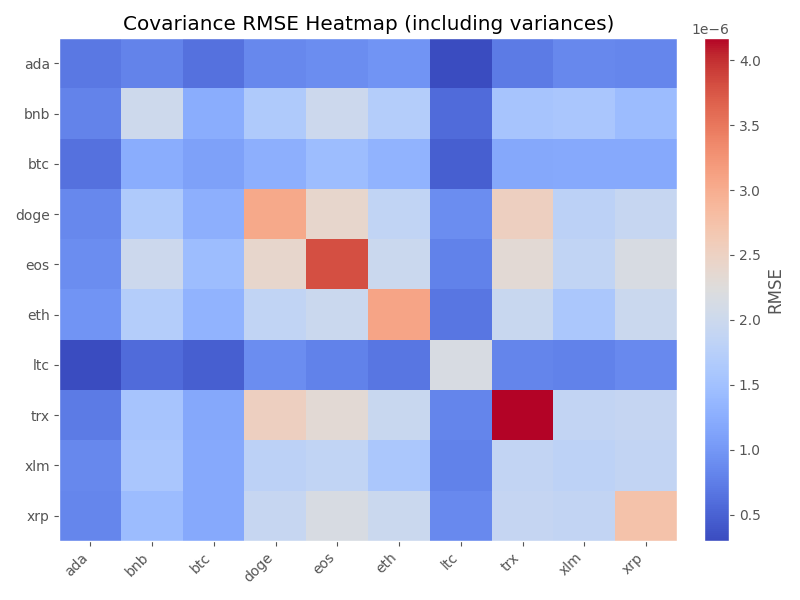 Covariance RMSE Heatmap (including variances)
1e−6
ada
bnb
btc
doge
eos
eth
ltc
trx
xlm
xrp
ada
bnb
btc
doge
eos
eth
ltc
trx
xlm
xrp
4.0
3.5
3.0
2.5
2.0
1.5
1.0
0.5
RMSE